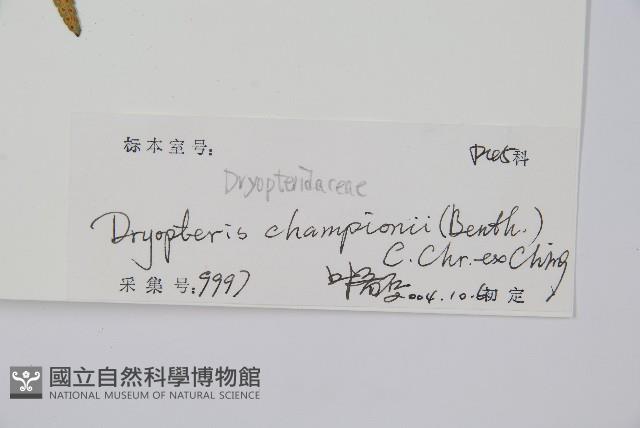 标本室号:
科
Dryopteridaceae
Dryopteris championii (Benth.)
C. Chr. ex Ching
采集号: 9997 2004.10. 初定
國立自然科學博物館
NATIONAL MUSEUM OF NATURAL SCIENCE